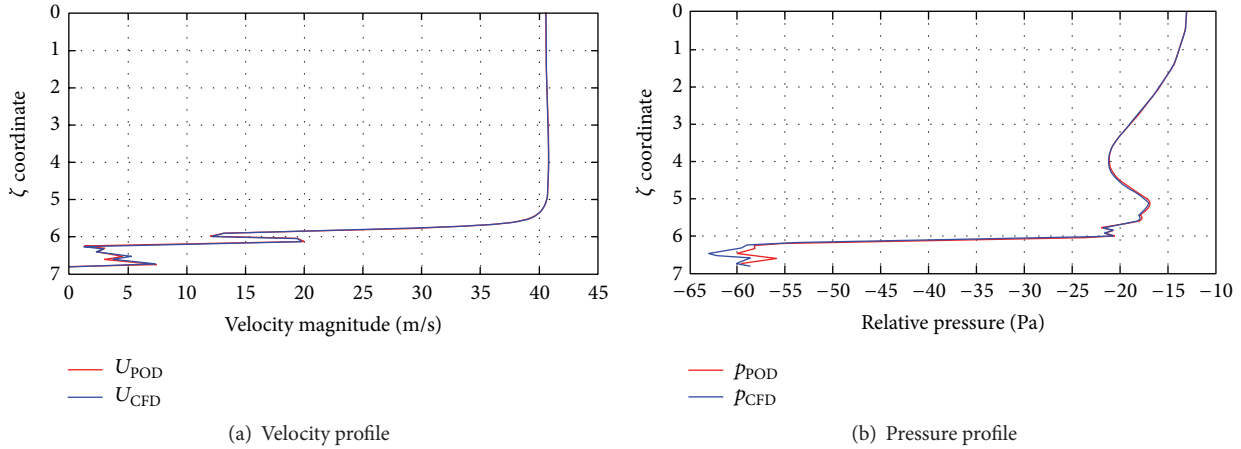 0
1
2
3
4
5
6
7
ζ coordinate
0 5 10 15 20 25 30 35 40 45
Velocity magnitude (m/s)
U_POD
U_CFD
(a) Velocity profile
0
1
2
3
4
5
6
7
ζ coordinate
−65 −60 −55 −50 −45 −40 −35 −30 −25 −20 −15 −10
Relative pressure (Pa)
p_POD
p_CFD
(b) Pressure profile